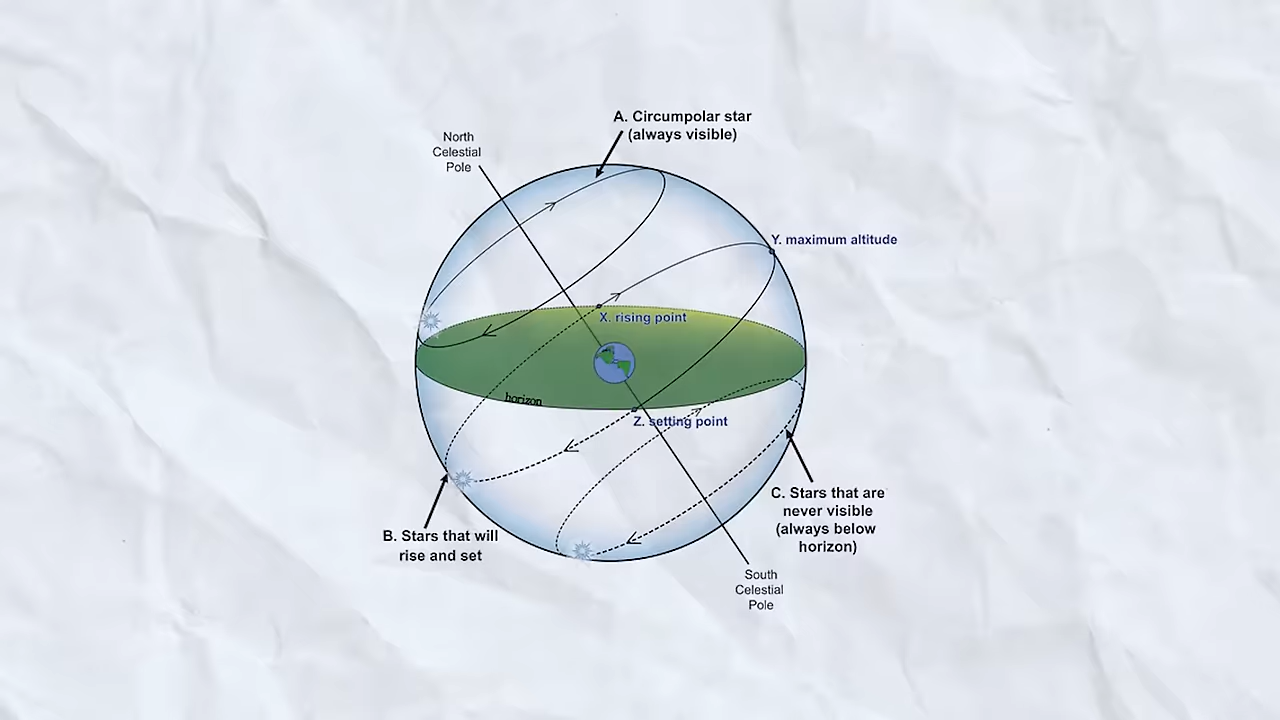 A. Circumpolar star
(always visible)
North
Celestial
Pole
Y. maximum altitude
X. rising point
horizon
Z. setting point
C. Stars that are
never visible
(always below
horizon)
B. Stars that will
rise and set
South
Celestial
Pole